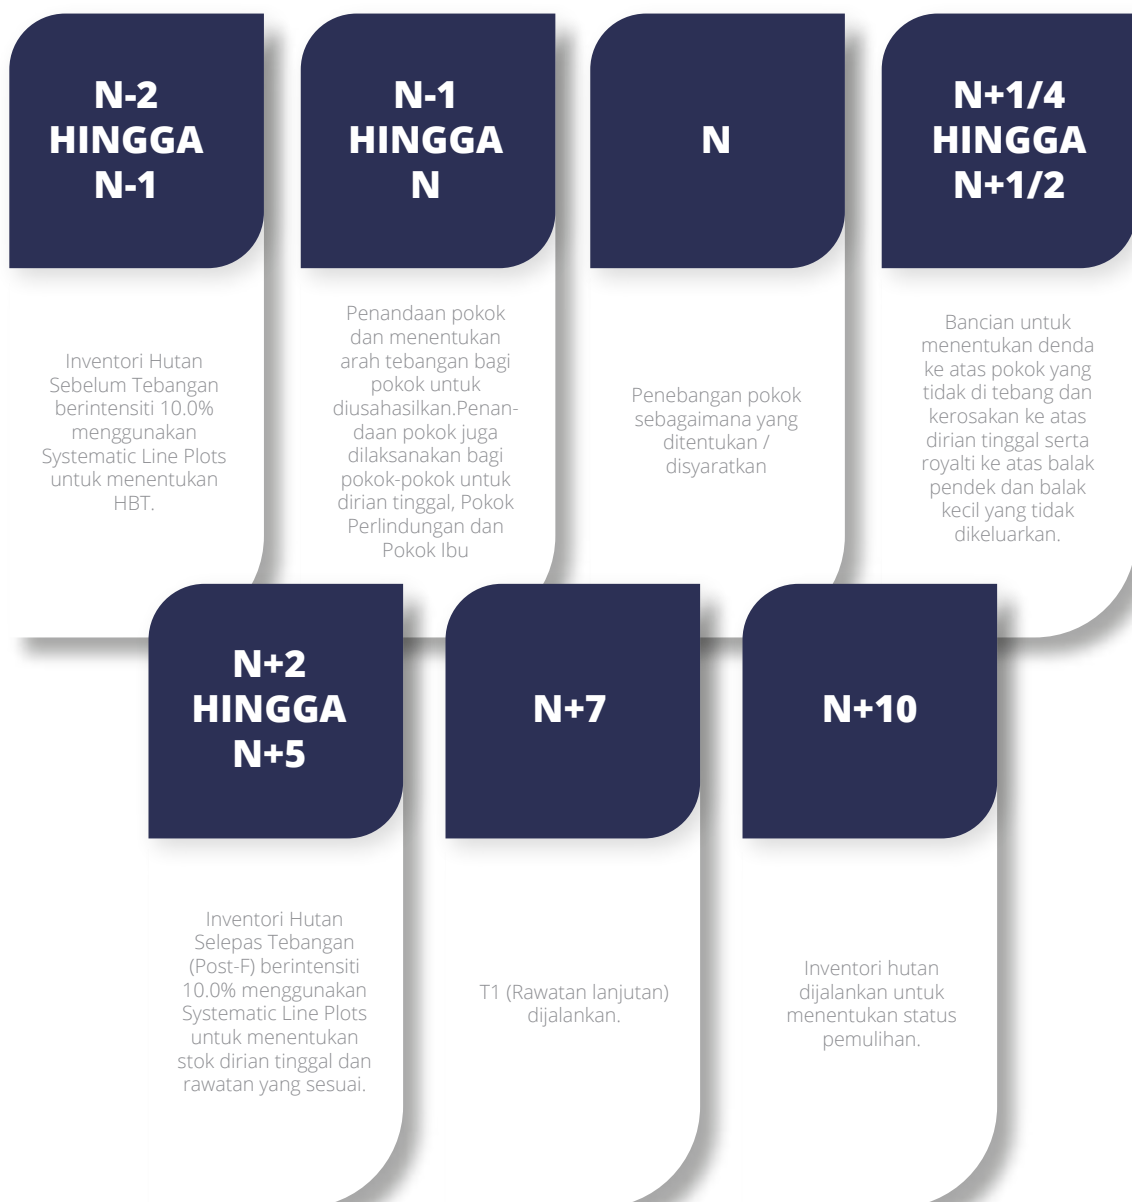 N-2
HINGGA
N-1
Inventori Hutan
Sebelum Tebangan
berintensiti 10.0%
menggunakan
Systematic Line Plots
untuk menentukan
HBT.
N-1
HINGGA
N
Penandaan pokok
dan menentukan
arah tebangan bagi
pokok untuk
diusahasilkan.Penan-
daan pokok juga
dilaksanakan bagi
pokok-pokok untuk
dirian tinggal, Pokok
Perlindungan dan
Pokok Ibu
N
Penebangan pokok
sebagaimana yang
ditentukan /
disyaratkan
N+1/4
HINGGA
N+1/2
Bancian untuk
menentukan denda
ke atas pokok yang
tidak di tebang dan
kerosakan ke atas
dirian tinggal serta
royalti ke atas balak
pendek dan balak
kecil yang tidak
dikeluarkan.
N+2
HINGGA
N+5
Inventori Hutan
Selepas Tebangan
(Post-F) berintensiti
10.0% menggunakan
Systematic Line Plots
untuk menentukan
stok dirian tinggal dan
rawatan yang sesuai.
N+7
T1 (Rawatan lanjutan)
dijalankan.
N+10
Inventori hutan
dijalankan untuk
menentukan status
pemulihan.